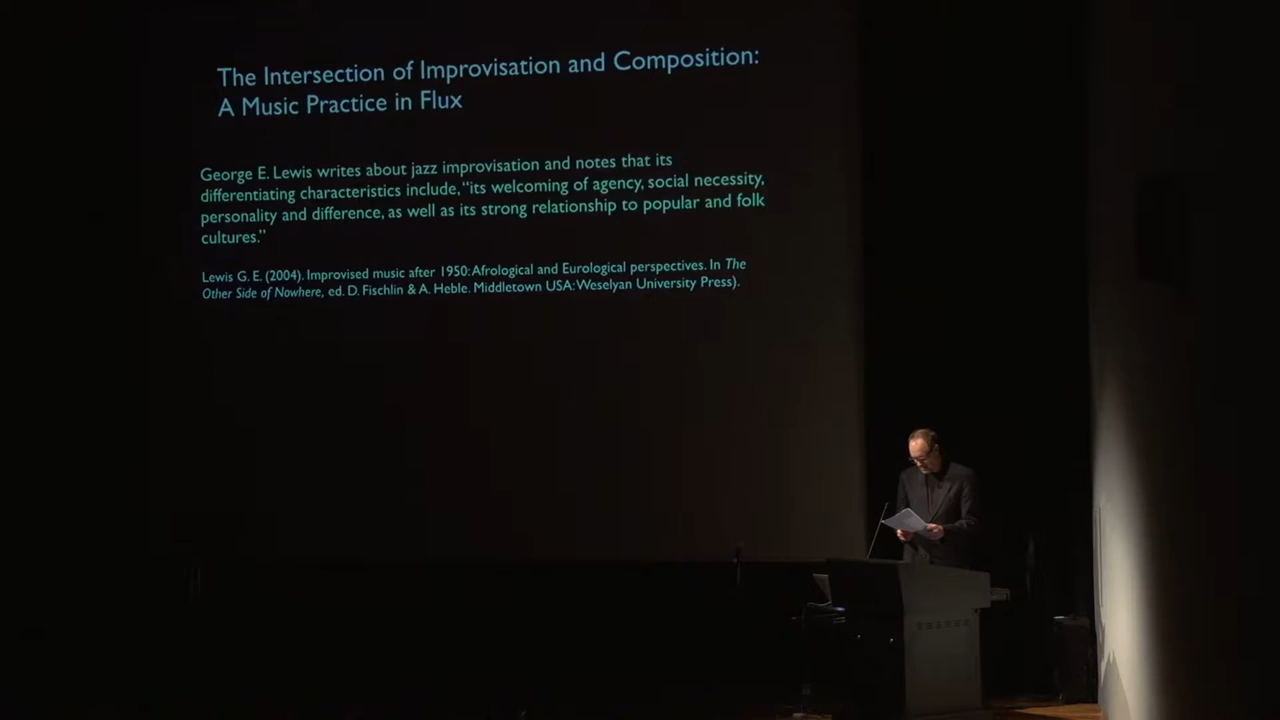 The Intersection of Improvisation and Composition:
A Music Practice in Flux
George E. Lewis writes about jazz improvisation and notes that its
differentiating characteristics include, “its welcoming of agency, social necessity,
personality and difference, as well as its strong relationship to popular and folk
cultures.”
Lewis G. E. (2004). Improvised music after 1950: Afrological and Eurological perspectives. In The
Other Side of Nowhere, ed. D. Fischlin & A. Heble. Middletown USA: Weselyan University Press).